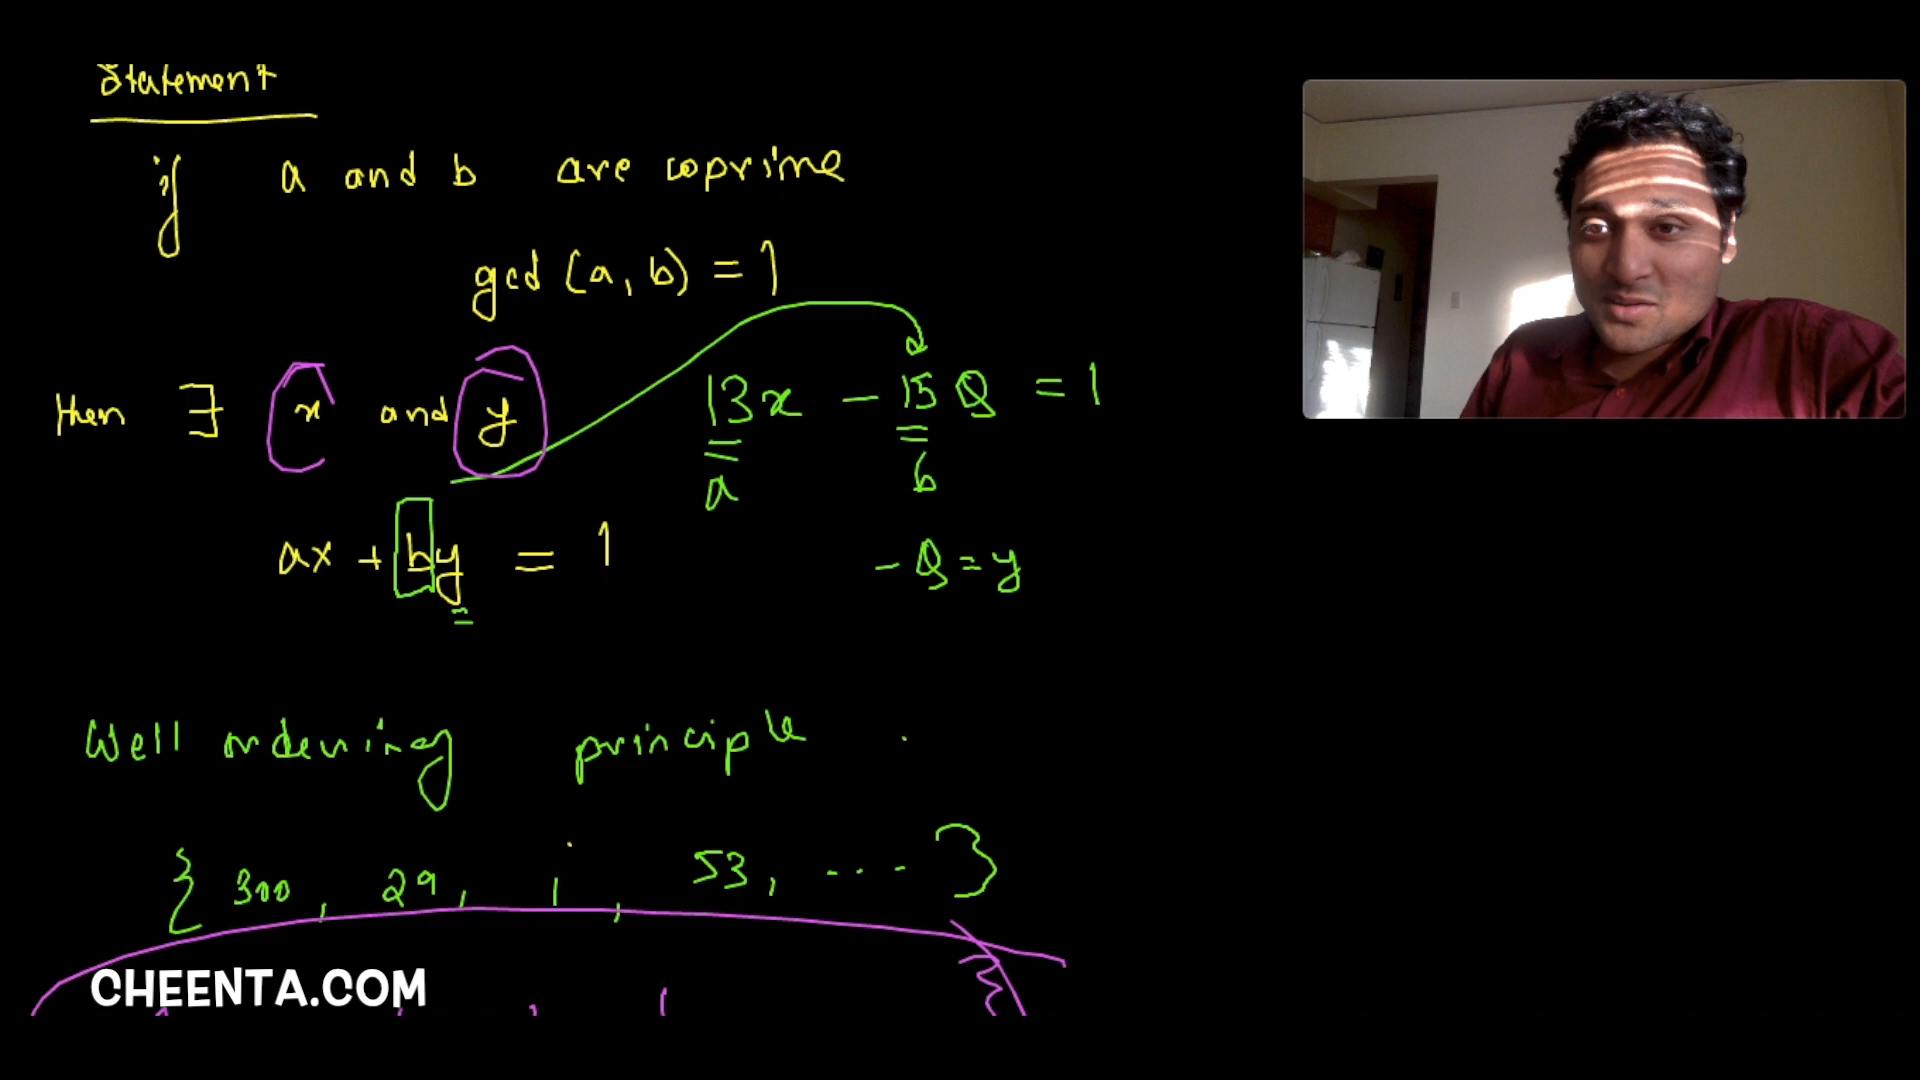 Statement
if a and b are coprime
gcd (a, b) = 1
then ∃ x and y
13x - 15Q = 1
a b
ax + by = 1
- Q = y
Well ordering principle .
{ 300, 29, , 53, .... }
CHEENTA.COM